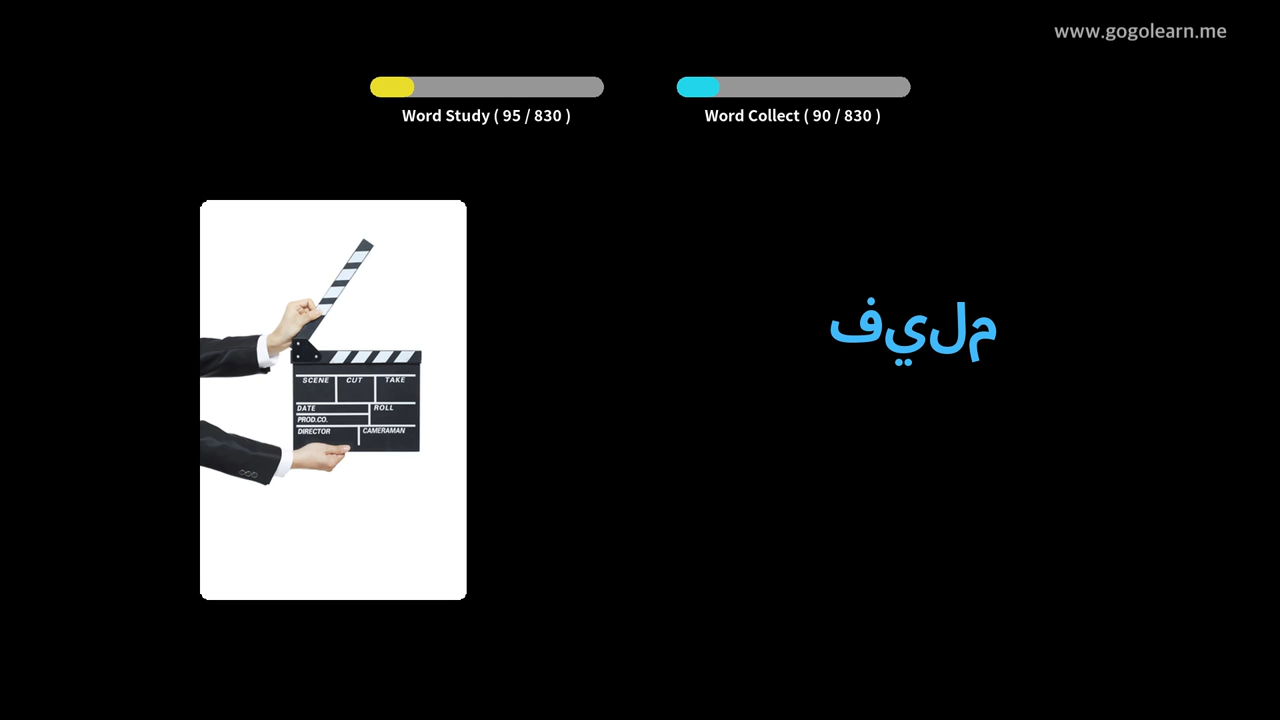 www.gogolearn.me
Word Study ( 95 / 830 )
Word Collect ( 90 / 830 )
SCENE CUT TAKE
DATE ROLL
PROD.CO.
DIRECTOR CAMERAMAN
مليف